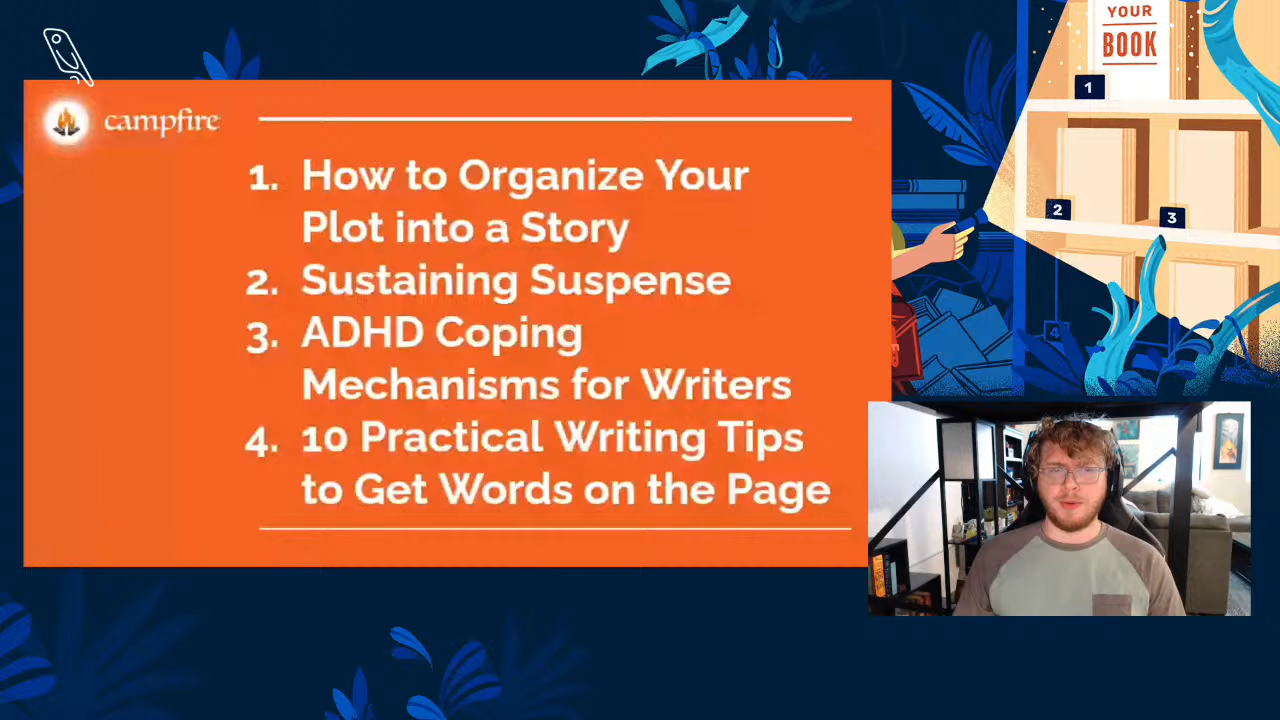 campfire
1. How to Organize Your
Plot into a Story
2. Sustaining Suspense
3. ADHD Coping
Mechanisms for Writers
4. 10 Practical Writing Tips
to Get Words on the Page
YOUR
BOOK
1
2
3
4